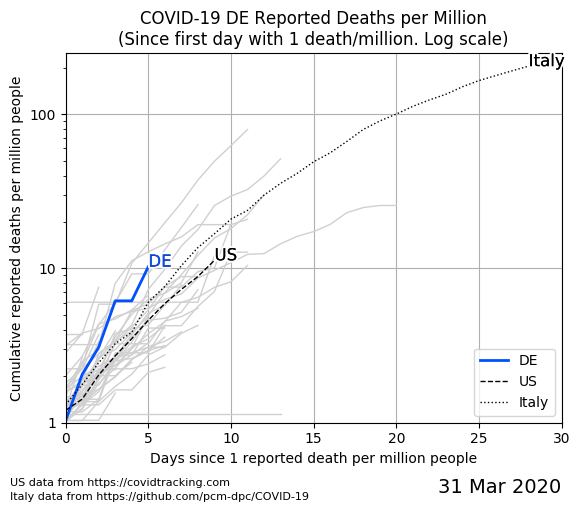 COVID-19 DE Reported Deaths per Million
(Since first day with 1 death/million. Log scale)
Cumulative reported deaths per million people
100
10
1
Italy
DE
US
DE
US
Italy
0
5
10
15
20
25
30
Days since 1 reported death per million people
US data from https://covidtracking.com
Italy data from https://github.com/pcm-dpc/COVID-19
31 Mar 2020